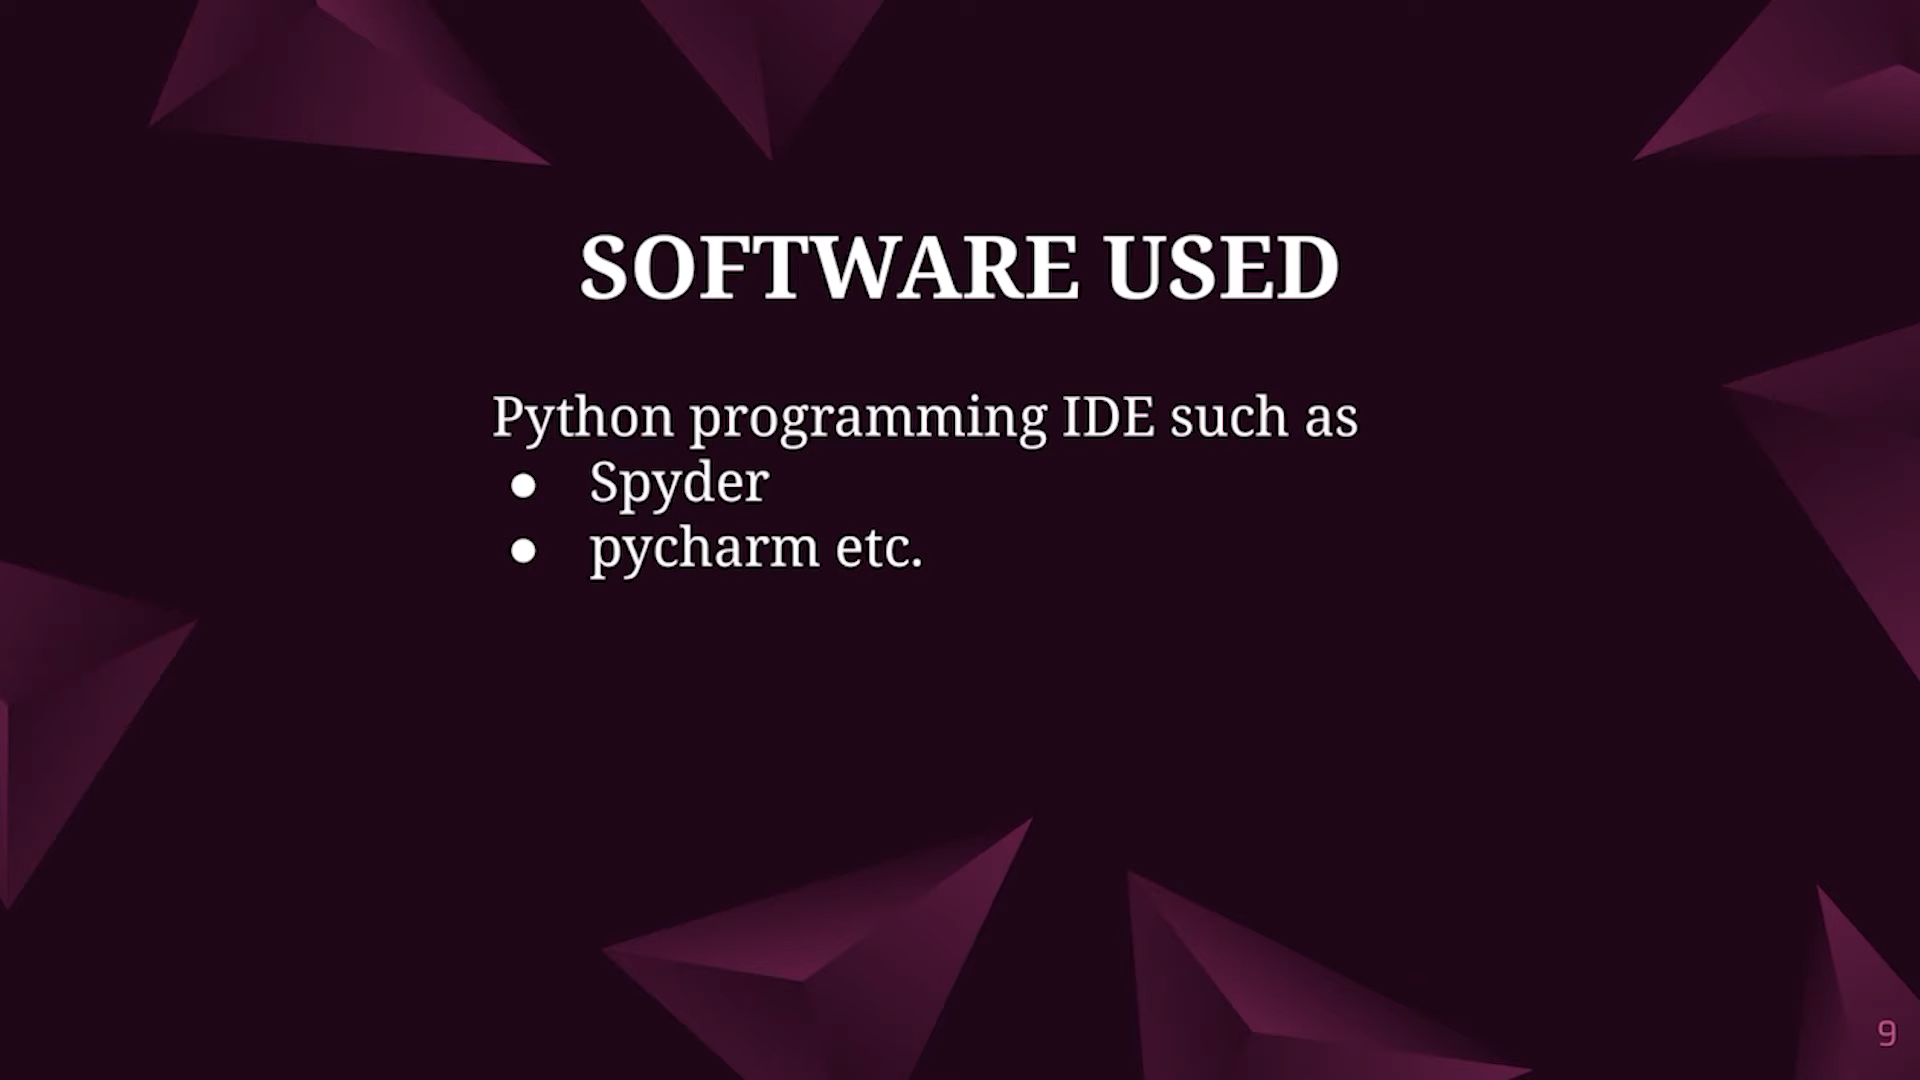 SOFTWARE USED
Python programming IDE such as
● Spyder
● pycharm etc.
9